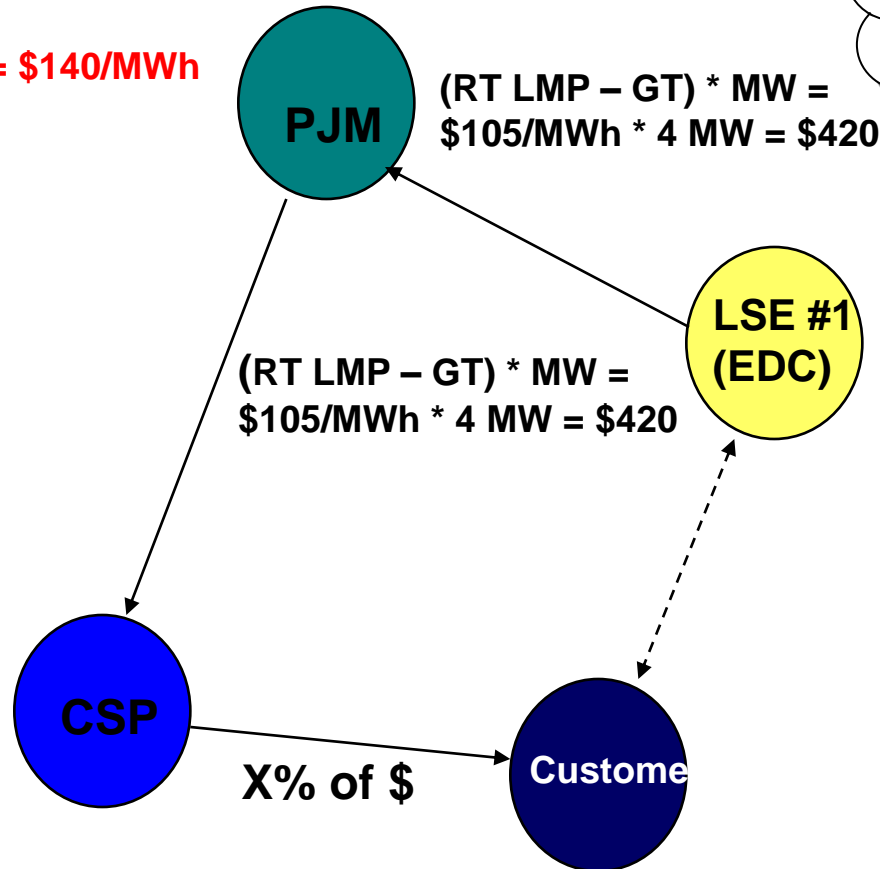 = $140/MWh
PJM
(RT LMP – GT) * MW =
$105/MWh * 4 MW = $420
LSE #1
(EDC)
(RT LMP – GT) * MW =
$105/MWh * 4 MW = $420
CSP
X% of $
Custome